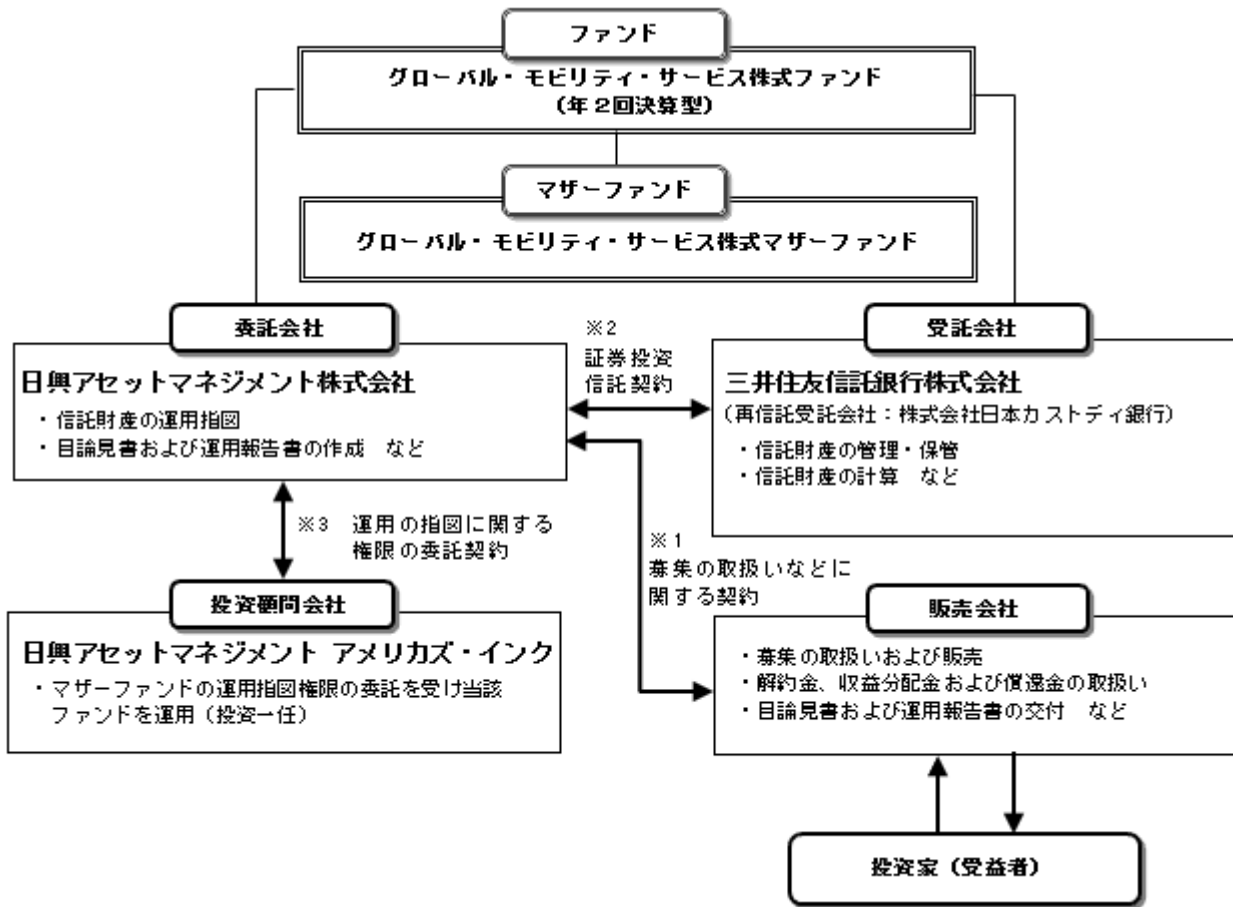 ファンド
グローバル・モビリティ・サービス株式ファンド
(年2回決算型)
マザーファンド
グローバル・モビリティ・サービス株式マザーファンド
委託会社
日興アセットマネジメント株式会社
・信託財産の運用指図
・目論見書および運用報告書の作成 など
※2
証券投資
信託契約
受託会社
三井住友信託銀行株式会社
(再信託受託会社:株式会社日本カストディ銀行)
・信託財産の管理・保管
・信託財産の計算 など
※3 運用の指図に関する
権限の委託契約
※1
募集の取扱いなどに
関する契約
投資顧問会社
日興アセットマネジメント アメリカズ・インク
・マザーファンドの運用指図権限の委託を受け当該
ファンドを運用(投資一任)
販売会社
・募集の取扱いおよび販売
・解約金、収益分配金および償還金の取扱い
・目論見書および運用報告書の交付 など
投資家(受益者)